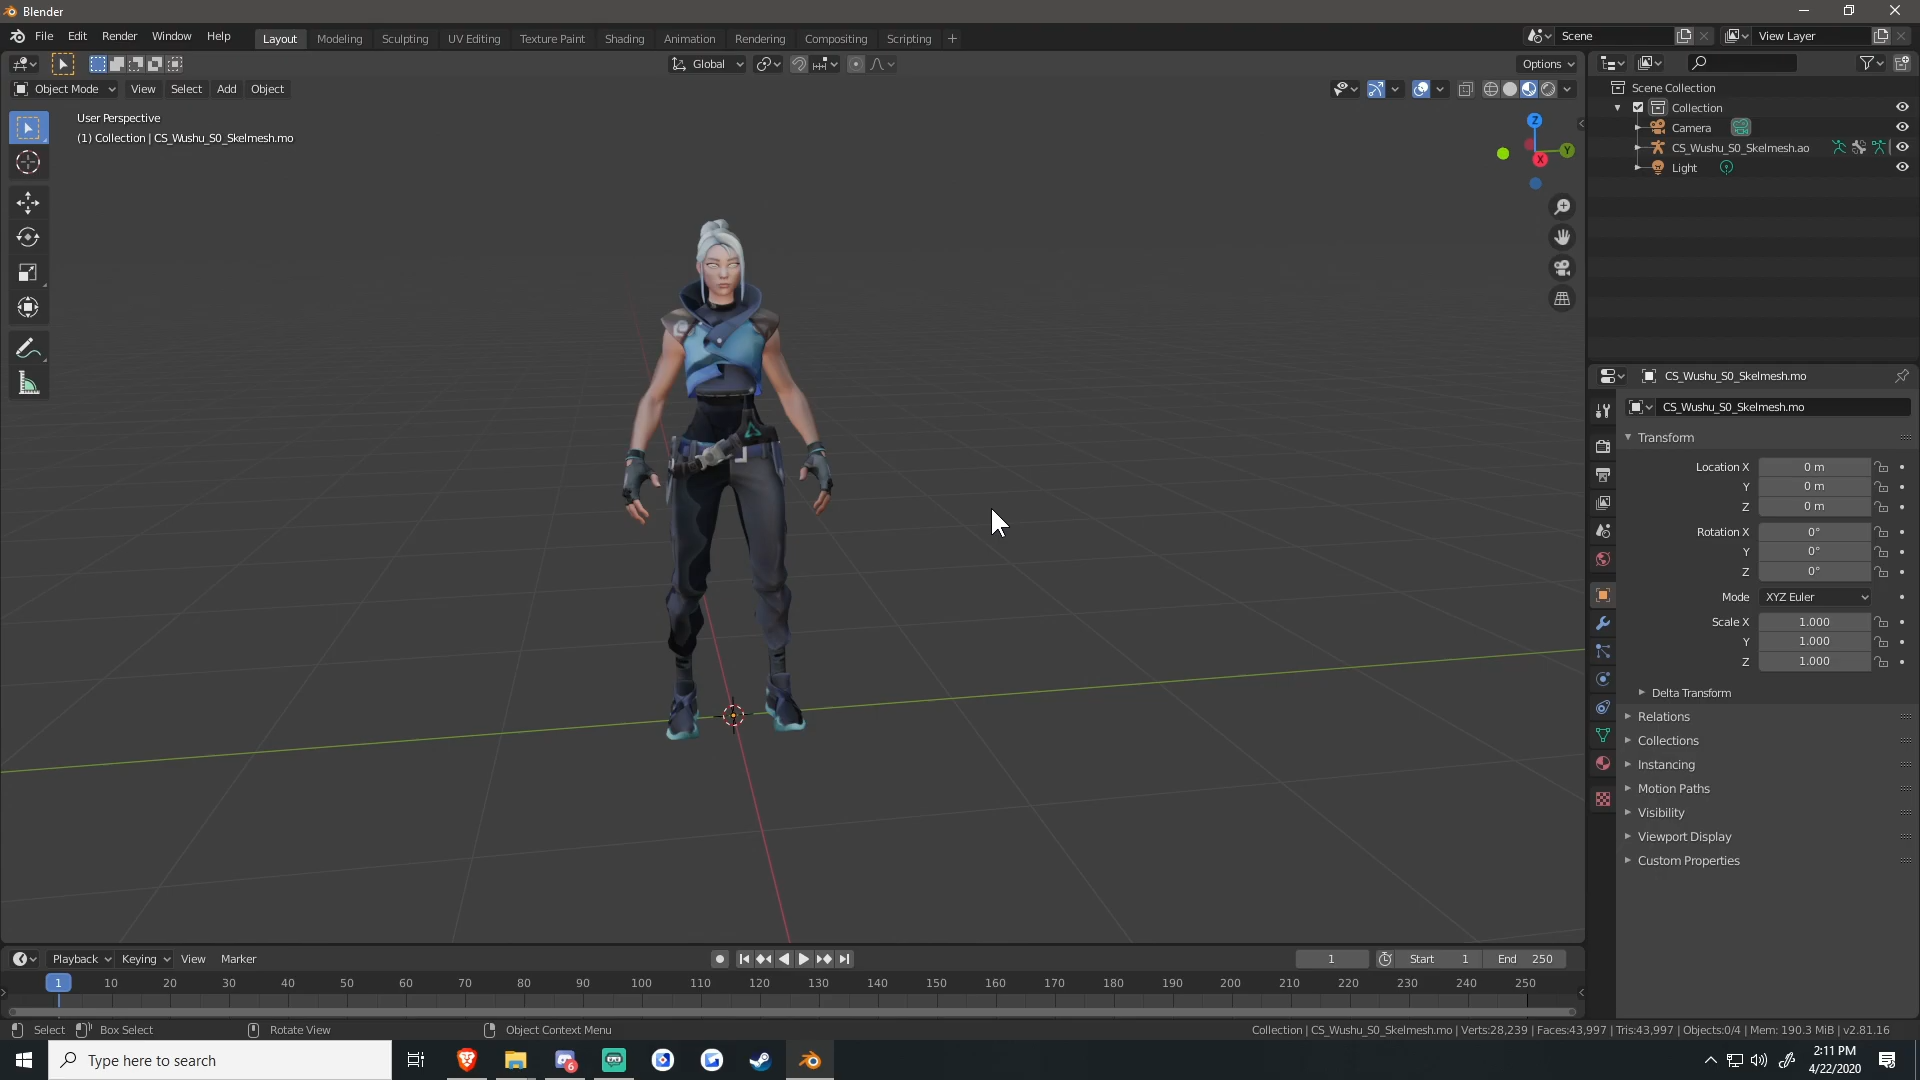 Blender
File Edit Render Window Help
Layout Modeling Sculpting UV Editing Texture Paint Shading Animation Rendering Compositing Scripting +
Scene
View Layer
Global
Options
Object Mode View Select Add Object
User Perspective
(1) Collection | CS_Wushu_S0_Skelmesh.mo
Z
Y
X
Scene Collection
Collection
Camera
CS_Wushu_S0_Skelmesh.ao
Light
CS_Wushu_S0_Skelmesh.mo
CS_Wushu_S0_Skelmesh.mo
Transform
Location X 0 m
Y 0 m
Z 0 m
Rotation X 0°
Y 0°
Z 0°
Mode XYZ Euler
Scale X 1.000
Y 1.000
Z 1.000
Delta Transform
Relations
Collections
Instancing
Motion Paths
Visibility
Viewport Display
Custom Properties
Playback Keying View Marker
1 Start 1 End 250
1 10 20 30 40 50 60 70 80 90 100 110 120 130 140 150 160 170 180 190 200 210 220 230 240 250
Select Box Select Rotate View Object Context Menu
Collection | CS_Wushu_S0_Skelmesh.mo | Verts:28,239 | Faces:43,997 | Tris:43,997 | Objects:0/4 | Mem: 190.3 MiB | v2.81.16
Type here to search
6
2:11 PM
4/22/2020